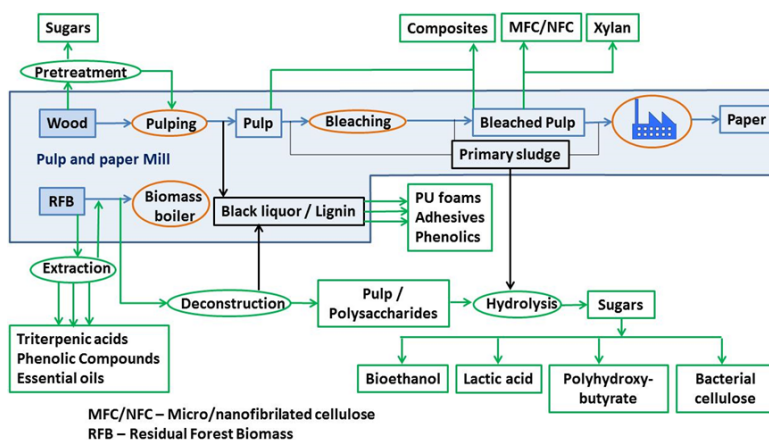 Sugars
Composites
MFC/NFC
Xylan
Pretreatment
Wood
Pulping
Pulp
Bleaching
Bleached Pulp
Paper
Pulp and paper Mill
Primary sludge
RFB
Biomass
boiler
Black liquor / Lignin
PU foams
Adhesives
Phenolics
Extraction
Deconstruction
Pulp /
Polysaccharides
Hydrolysis
Sugars
Triterpenic acids
Phenolic Compounds
Essential oils
Bioethanol
Lactic acid
Polyhydroxy-
butyrate
Bacterial
cellulose
MFC/NFC – Micro/nanofibrilated cellulose
RFB – Residual Forest Biomass